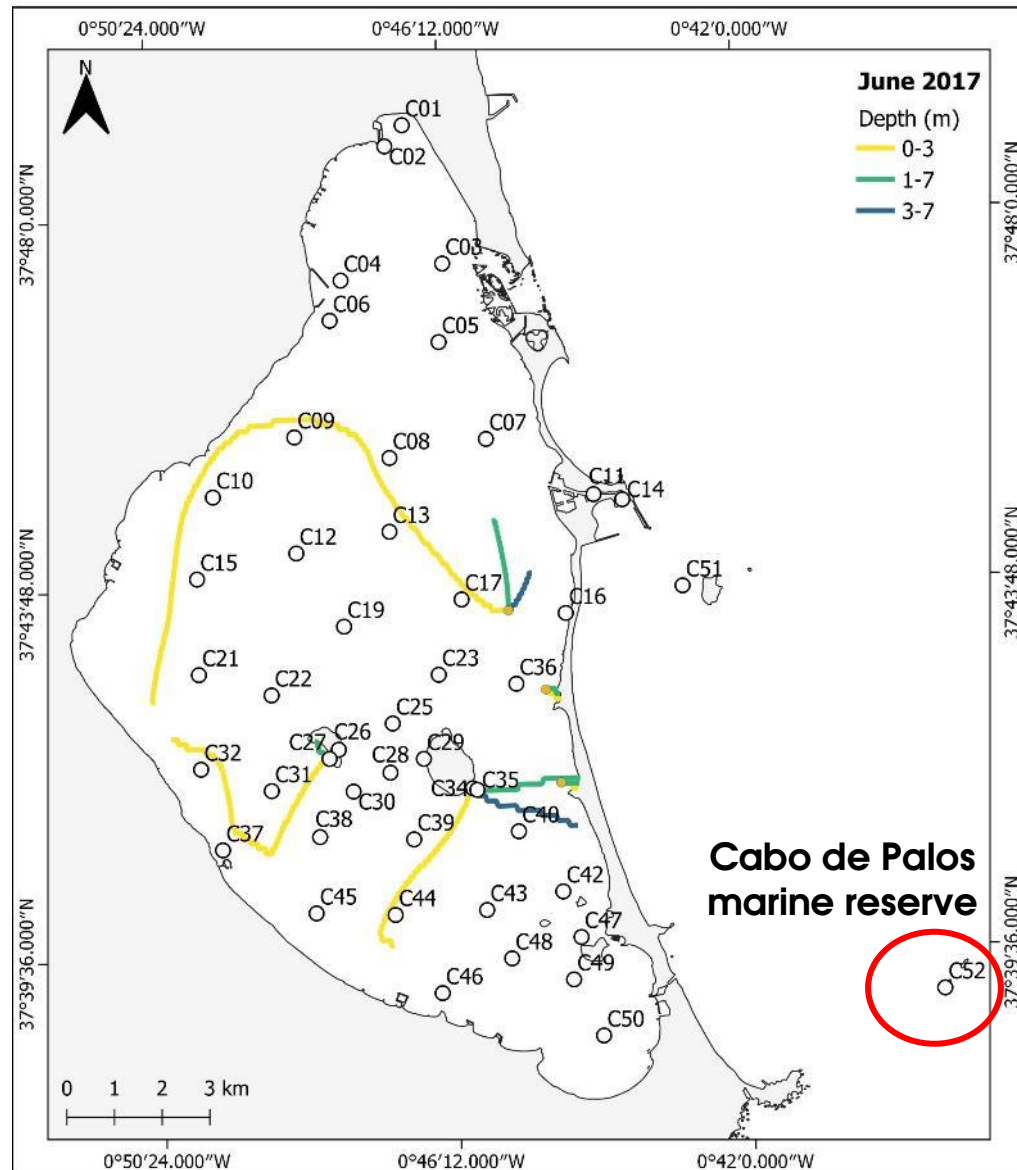 0°50′24.000″W 0°46′12.000″W 0°42′0.000″W
N
June 2017
Depth (m)
0-3
1-7
3-7
37°48′0.000″N
37°43′48.000″N
37°39′36.000″N
37°48′0.000″N
37°43′48.000″N
37°39′36.000″N
C01
C02
C03
C04
C06
C05
C07
C09
C08
C10
C11
C14
C13
C12
C15
C51
C17
C16
C19
C23
C36
C21
C22
C25
C26
C27
C29
C28
C32
C31
C30
C34
C35
C38
C39
C40
C37
Cabo de Palos
marine reserve
C42
C43
C45
C44
C47
C48
C49
C52
C46
C50
0 1 2 3 km
0°50′24.000″W 0°46′12.000″W 0°42′0.000″W